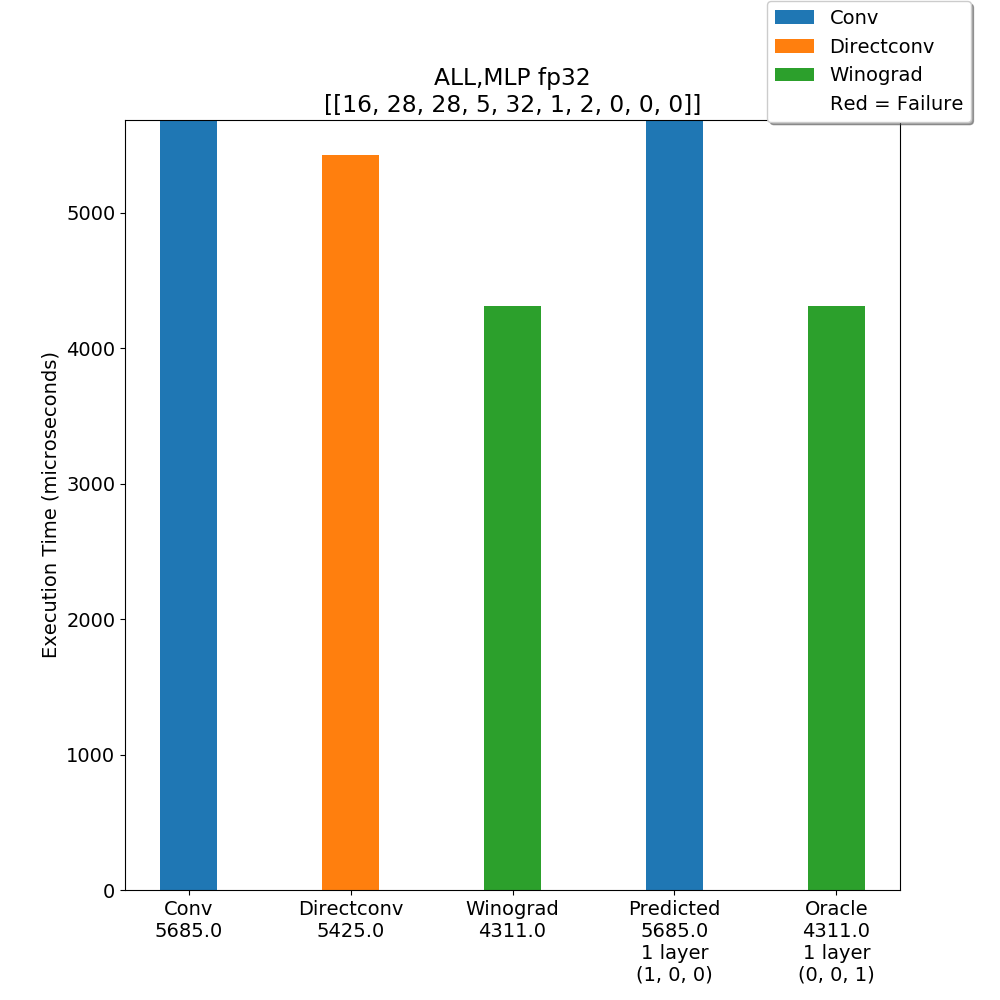 Conv
Directconv
Winograd
Red = Failure
ALL,MLP fp32
[[16, 28, 28, 5, 32, 1, 2, 0, 0, 0]]
Execution Time (microseconds)
5000
4000
3000
2000
1000
0
Conv
5685.0
Directconv
5425.0
Winograd
4311.0
Predicted
5685.0
1 layer
(1, 0, 0)
Oracle
4311.0
1 layer
(0, 0, 1)